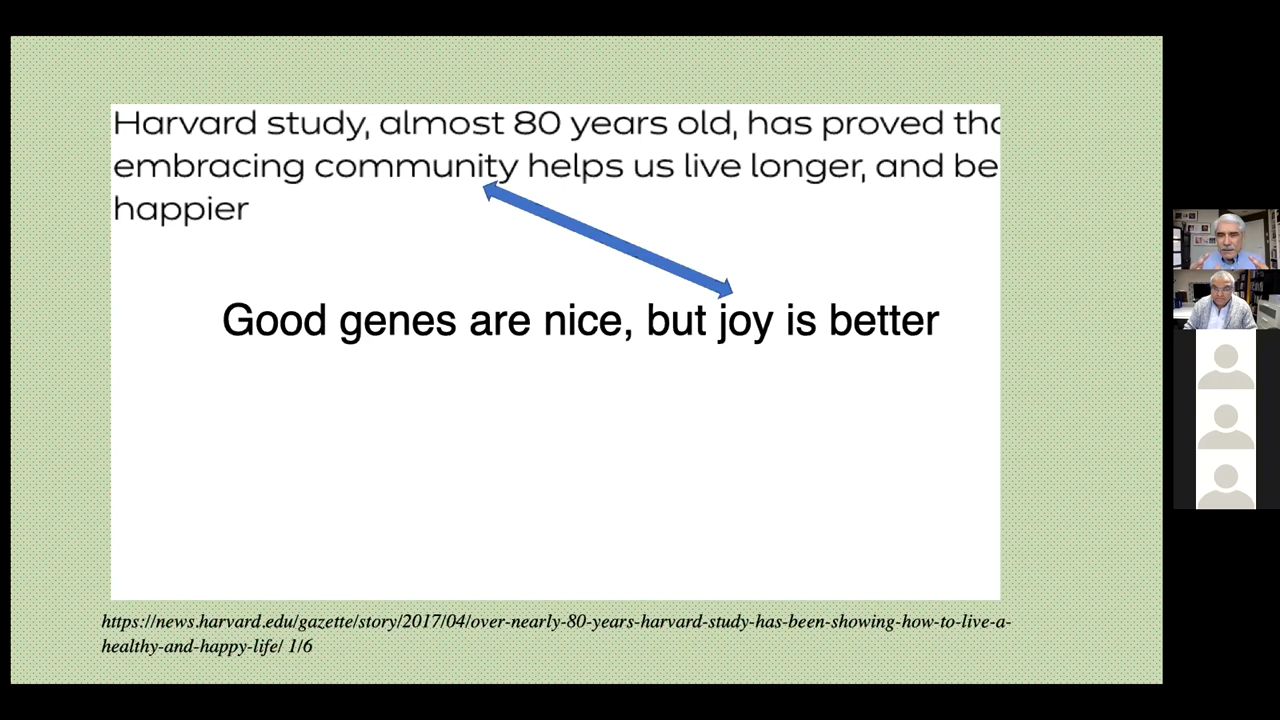 Harvard study, almost 80 years old, has proved
embracing community helps us live longer, and be
happier
Good genes are nice, but joy is better
https://news.harvard.edu/gazette/story/2017/04/over-nearly-80-years-harvard-study-has-been-showing-how-to-live-a-
healthy-and-happy-life/ 1/6